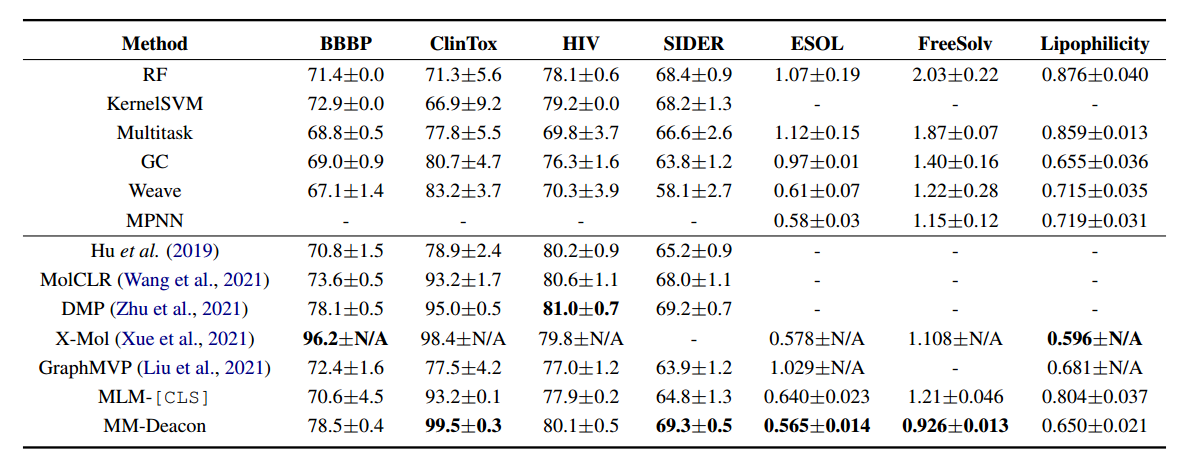 Method BBBP ClinTox HIV SIDER ESOL FreeSolv Lipophilicity
RF 71.4±0.0 71.3±5.6 78.1±0.6 68.4±0.9 1.07±0.19 2.03±0.22 0.876±0.040
KernelSVM 72.9±0.0 66.9±9.2 79.2±0.0 68.2±1.3 - - -
Multitask 68.8±0.5 77.8±5.5 69.8±3.7 66.6±2.6 1.12±0.15 1.87±0.07 0.859±0.013
GC 69.0±0.9 80.7±4.7 76.3±1.6 63.8±1.2 0.97±0.01 1.40±0.16 0.655±0.036
Weave 67.1±1.4 83.2±3.7 70.3±3.9 58.1±2.7 0.61±0.07 1.22±0.28 0.715±0.035
MPNN - - - - 0.58±0.03 1.15±0.12 0.719±0.031
Hu et al. (2019) 70.8±1.5 78.9±2.4 80.2±0.9 65.2±0.9 - - -
MolCLR (Wang et al., 2021) 73.6±0.5 93.2±1.7 80.6±1.1 68.0±1.1 - - -
DMP (Zhu et al., 2021) 78.1±0.5 95.0±0.5 81.0±0.7 69.2±0.7 - - -
X-Mol (Xue et al., 2021) 96.2±N/A 98.4±N/A 79.8±N/A - 0.578±N/A 1.108±N/A 0.596±N/A
GraphMVP (Liu et al., 2021) 72.4±1.6 77.5±4.2 77.0±1.2 63.9±1.2 1.029±N/A - 0.681±N/A
MLM-[CLS] 70.6±4.5 93.2±0.1 77.9±0.2 64.8±1.3 0.640±0.023 1.21±0.046 0.804±0.037
MM-Deacon 78.5±0.4 99.5±0.3 80.1±0.5 69.3±0.5 0.565±0.014 0.926±0.013 0.650±0.021